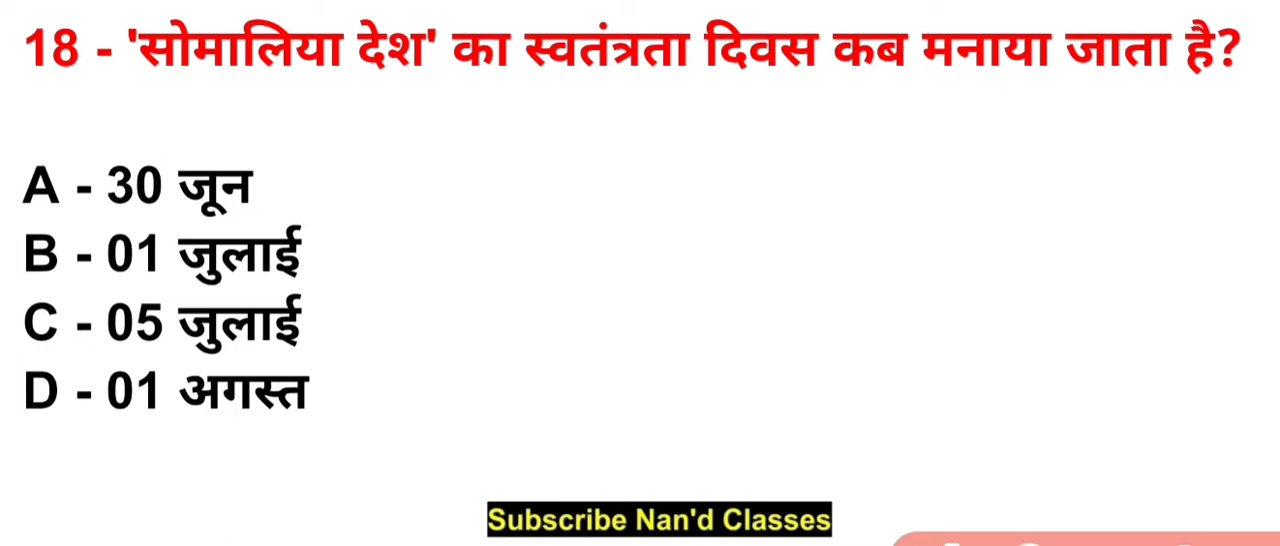 18 - 'सोमालिया देश' का स्वतंत्रता दिवस कब मनाया जाता है?
A - 30 जून
B - 01 जुलाई
C - 05 जुलाई
D - 01 अगस्त
Subscribe Nan'd Classes